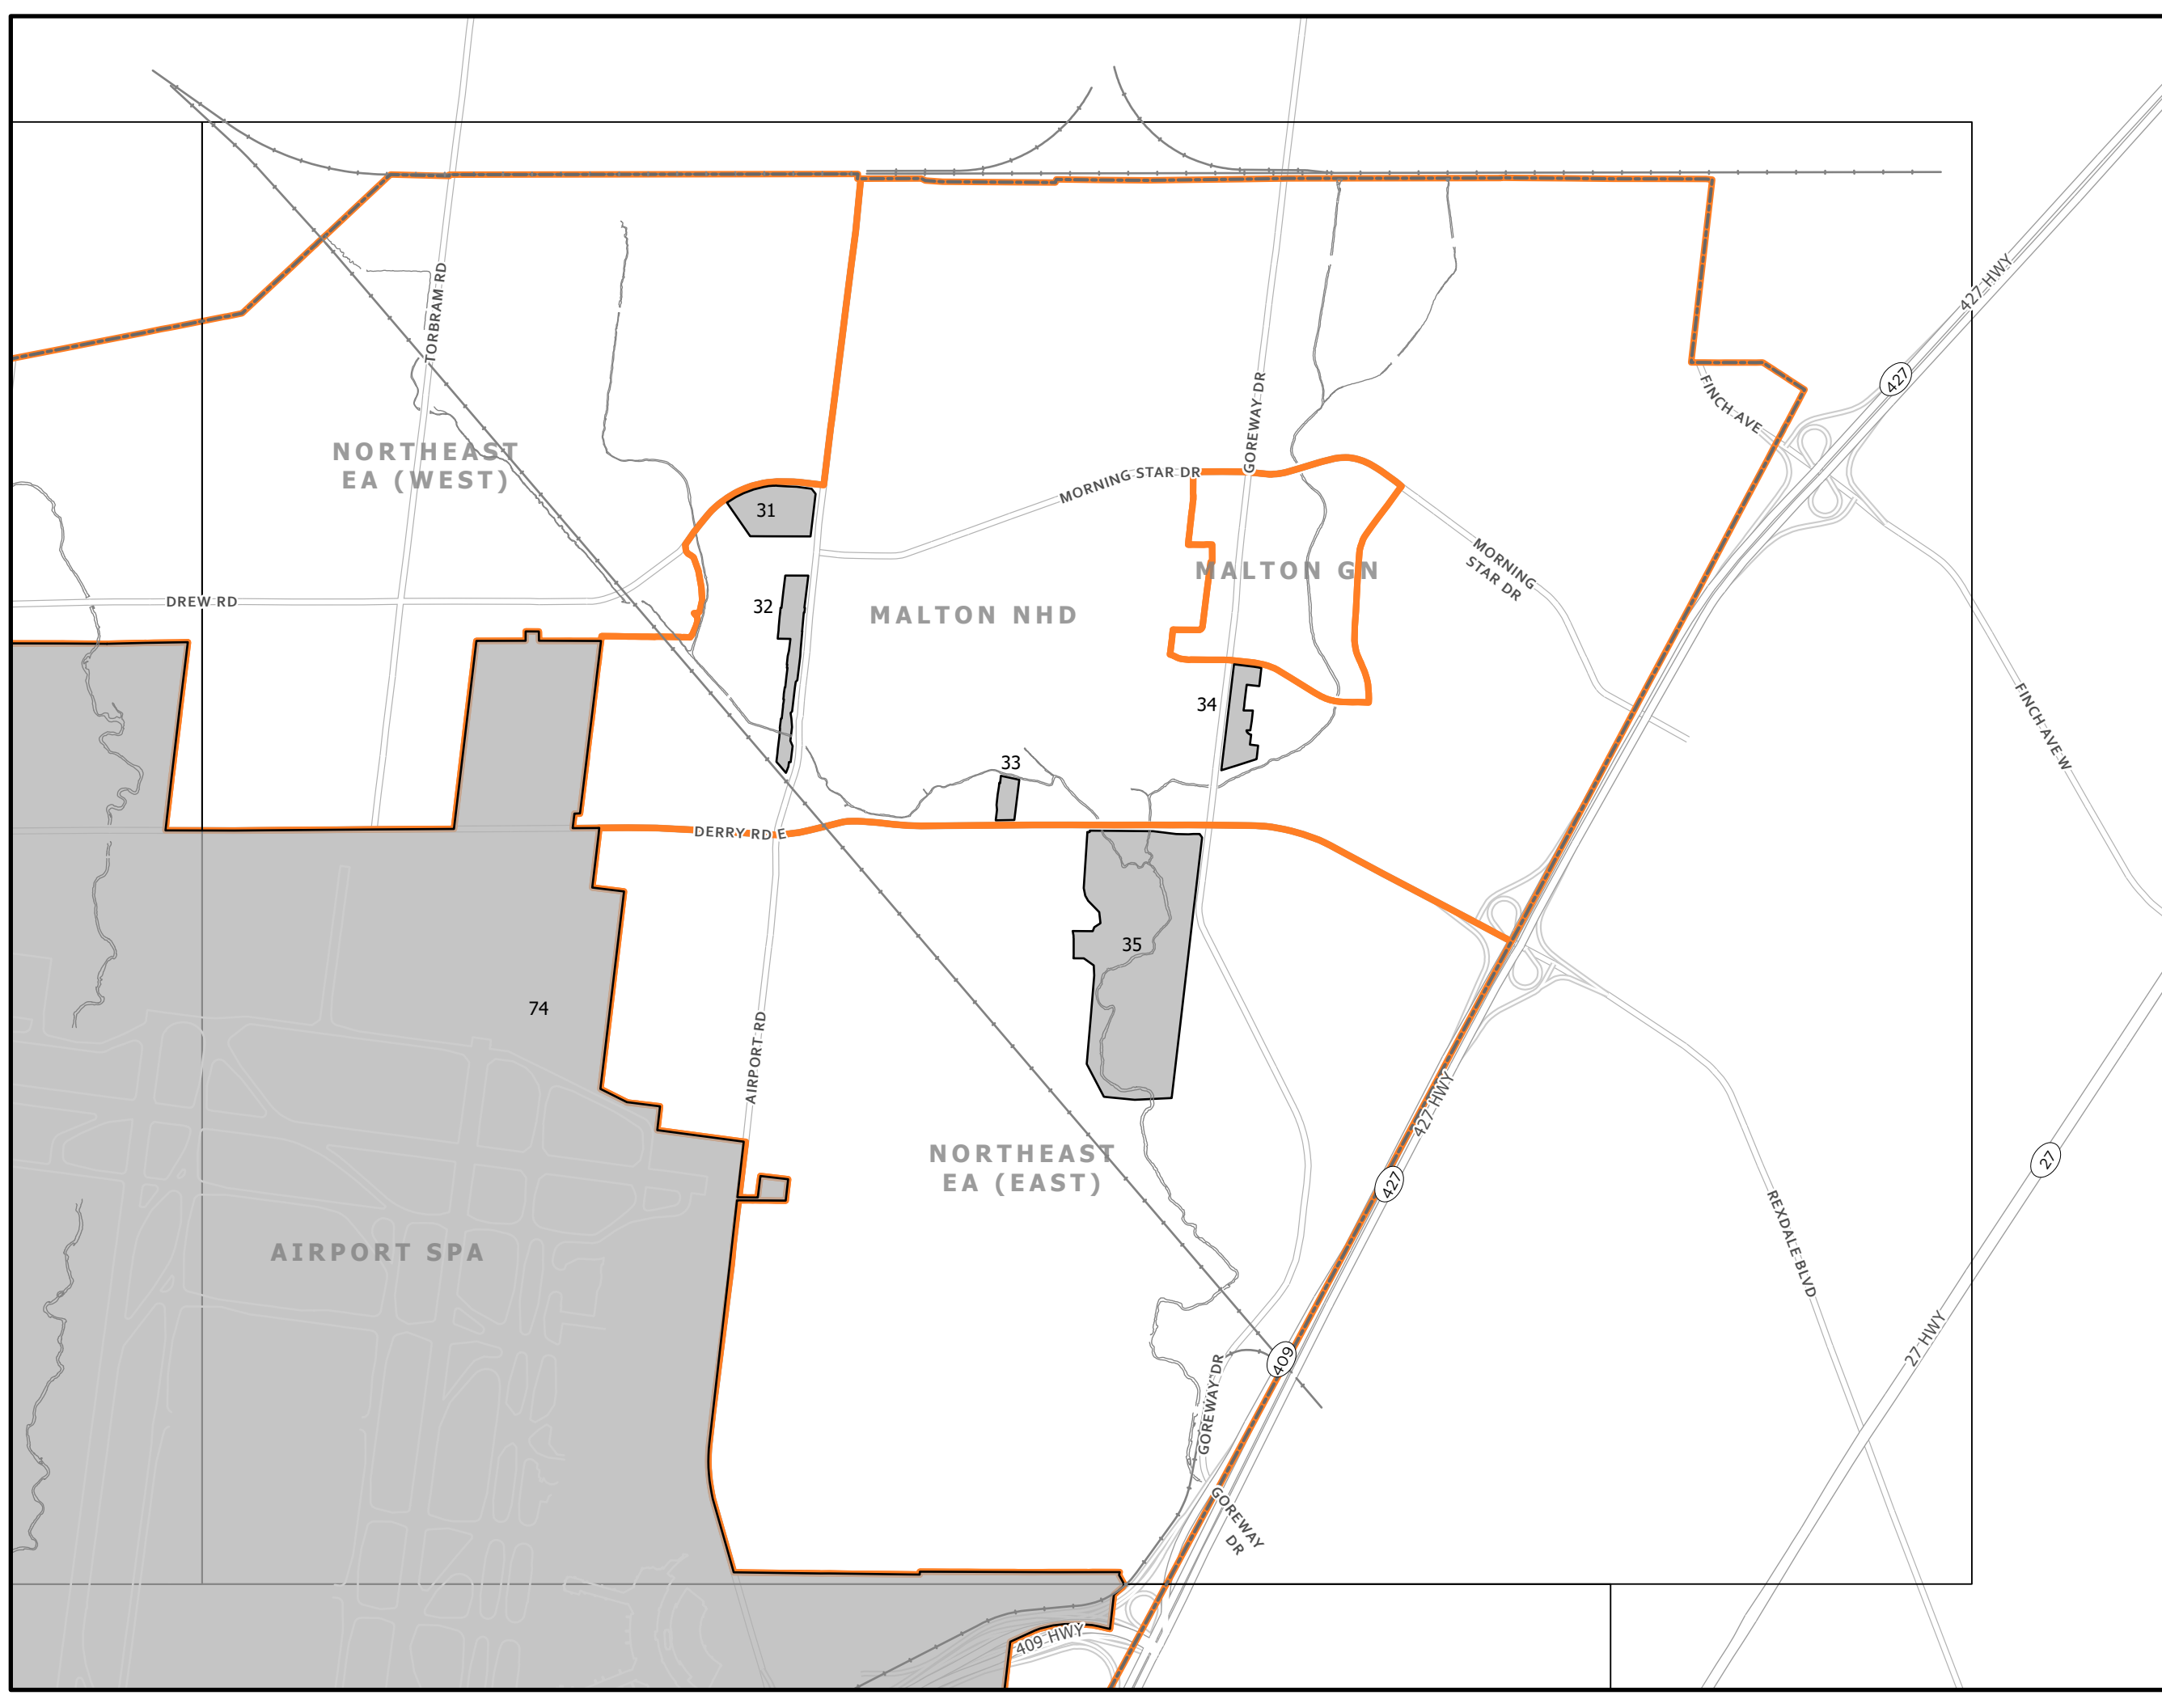 427 HWY
TORBRAM RD
427
FINCH AVE
GOREWAY DR
NORTHEAST
EA (WEST)
MORNING STAR DR
31
MORNING
STAR DR
MALTON GN
DREW RD
32
MALTON NHD
34
FINCH AVE W
33
DERRY RD E
35
74
AIRPORT RD
427 HWY
NORTHEAST
EA (EAST)
27
427
AIRPORT SPA
REXDALE BLVD
27 HWY
409
GOREWAY DR
GOREWAY
DR
409 HWY